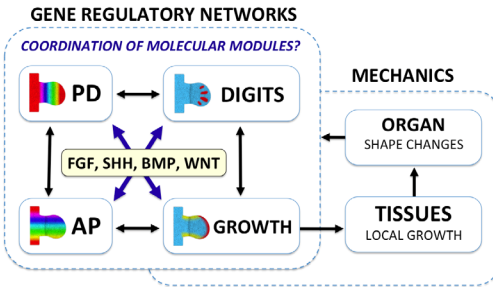 GENE REGULATORY NETWORKS
COORDINATION OF MOLECULAR MODULES?
PD
DIGITS
FGF, SHH, BMP, WNT
AP
GROWTH
MECHANICS
ORGAN
SHAPE CHANGES
TISSUES
LOCAL GROWTH